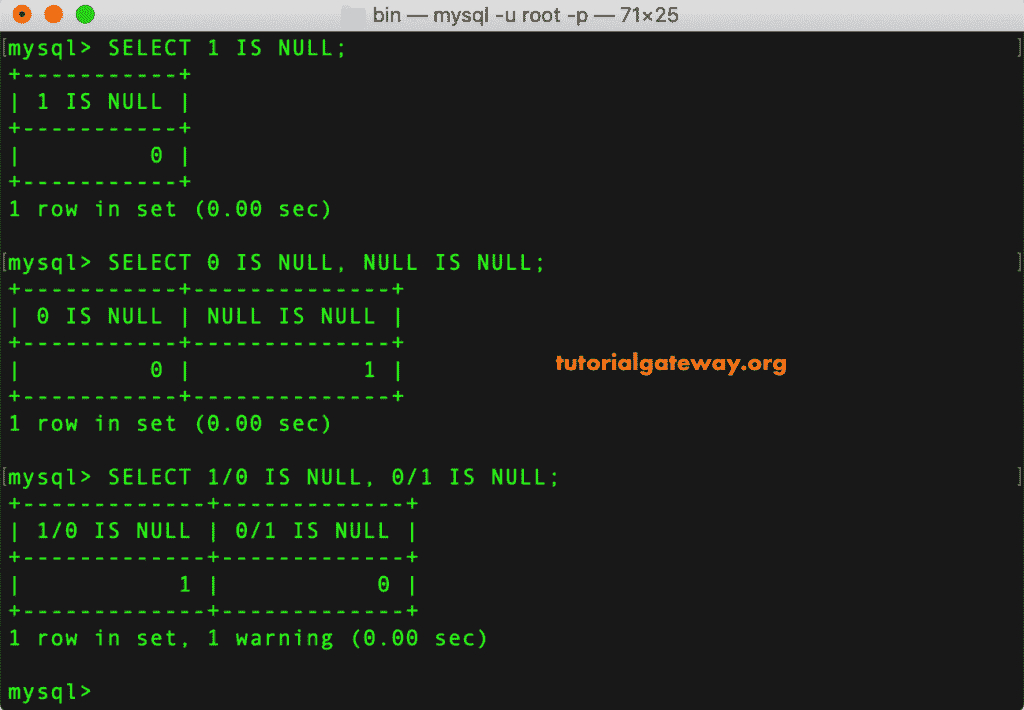 bin — mysql -u root -p — 71×25
[mysql> SELECT 1 IS NULL; ]
+-----------+
| 1 IS NULL |
+-----------+
|         0 |
+-----------+
1 row in set (0.00 sec)
[mysql> SELECT 0 IS NULL, NULL IS NULL; ]
+-----------+--------------+
| 0 IS NULL | NULL IS NULL |
+-----------+--------------+
|         0 |            1 |
+-----------+--------------+
tutorialgateway.org
1 row in set (0.00 sec)
[mysql> SELECT 1/0 IS NULL, 0/1 IS NULL; ]
+-------------+-------------+
| 1/0 IS NULL | 0/1 IS NULL |
+-------------+-------------+
|           1 |           0 |
+-------------+-------------+
1 row in set, 1 warning (0.00 sec)
mysql>